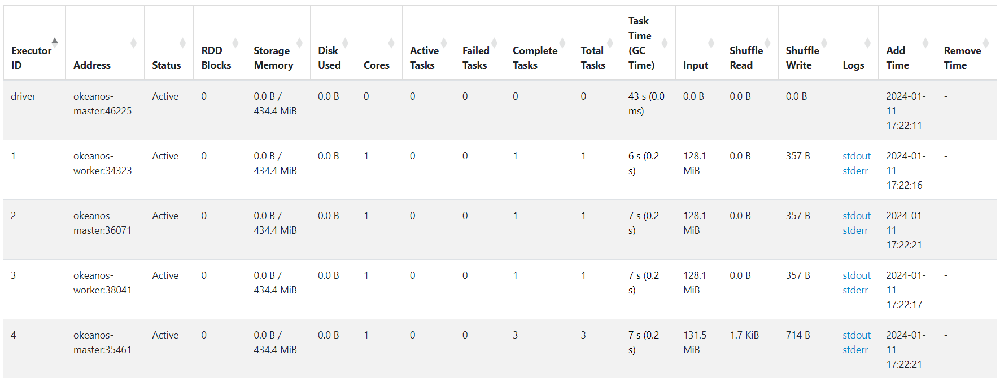 Executor ID Address Status RDD Blocks Storage Memory Disk Used Cores Active Tasks Failed Tasks Complete Tasks Total Tasks Task Time (GC Time) Input Shuffle Read Shuffle Write Logs Add Time Remove Time
driver okeanos-master:46225 Active 0 0.0 B / 434.4 MiB 0.0 B 0 0 0 0 0 43 s (0.0 ms) 0.0 B 0.0 B 0.0 B 2024-01-11 17:22:11 -
1 okeanos-worker:34323 Active 0 0.0 B / 434.4 MiB 0.0 B 1 0 0 1 1 6 s (0.2 s) 128.1 MiB 0.0 B 357 B stdout stderr 2024-01-11 17:22:16 -
2 okeanos-master:36071 Active 0 0.0 B / 434.4 MiB 0.0 B 1 0 0 1 1 7 s (0.2 s) 128.1 MiB 0.0 B 357 B stdout stderr 2024-01-11 17:22:21 -
3 okeanos-worker:38041 Active 0 0.0 B / 434.4 MiB 0.0 B 1 0 0 1 1 7 s (0.2 s) 128.1 MiB 0.0 B 357 B stdout stderr 2024-01-11 17:22:17 -
4 okeanos-master:35461 Active 0 0.0 B / 434.4 MiB 0.0 B 1 0 0 3 3 7 s (0.2 s) 131.5 MiB 1.7 KiB 714 B stdout stderr 2024-01-11 17:22:21 -